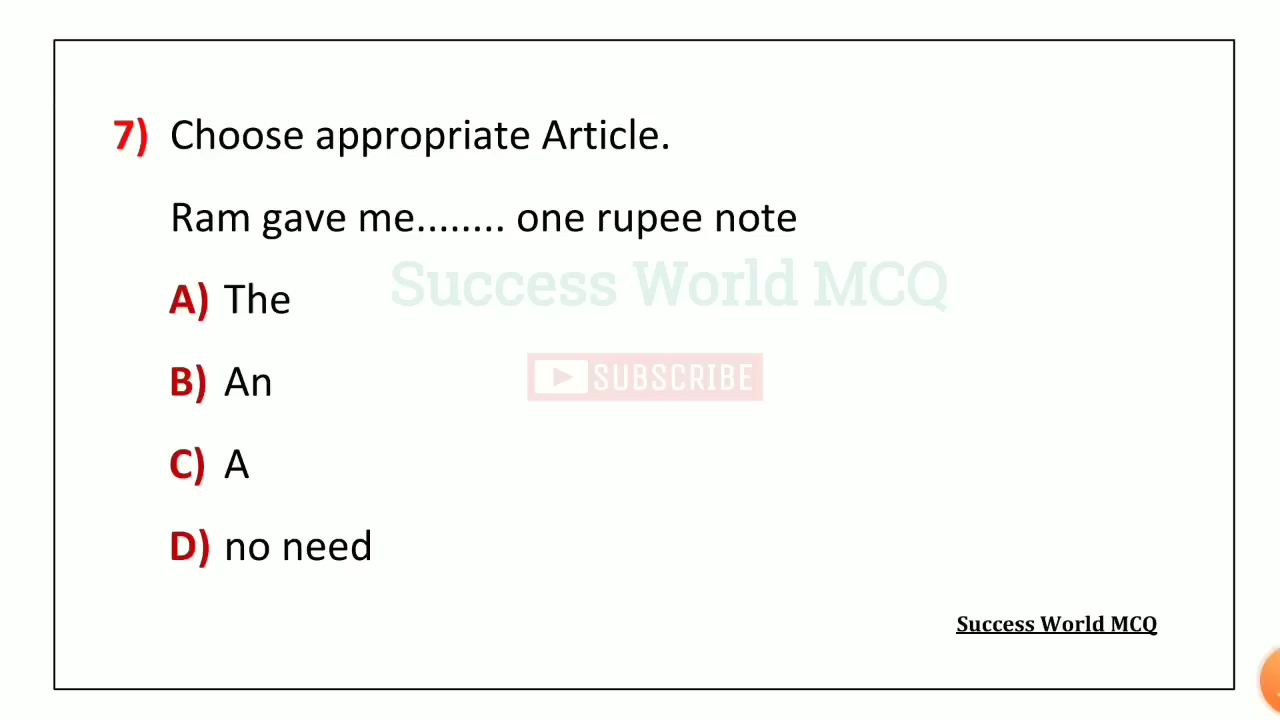 7) Choose appropriate Article.
Ram gave me........ one rupee note
Success World MCQ
A) The
SUBSCRIBE
B) An
C) A
D) no need
Success World MCQ